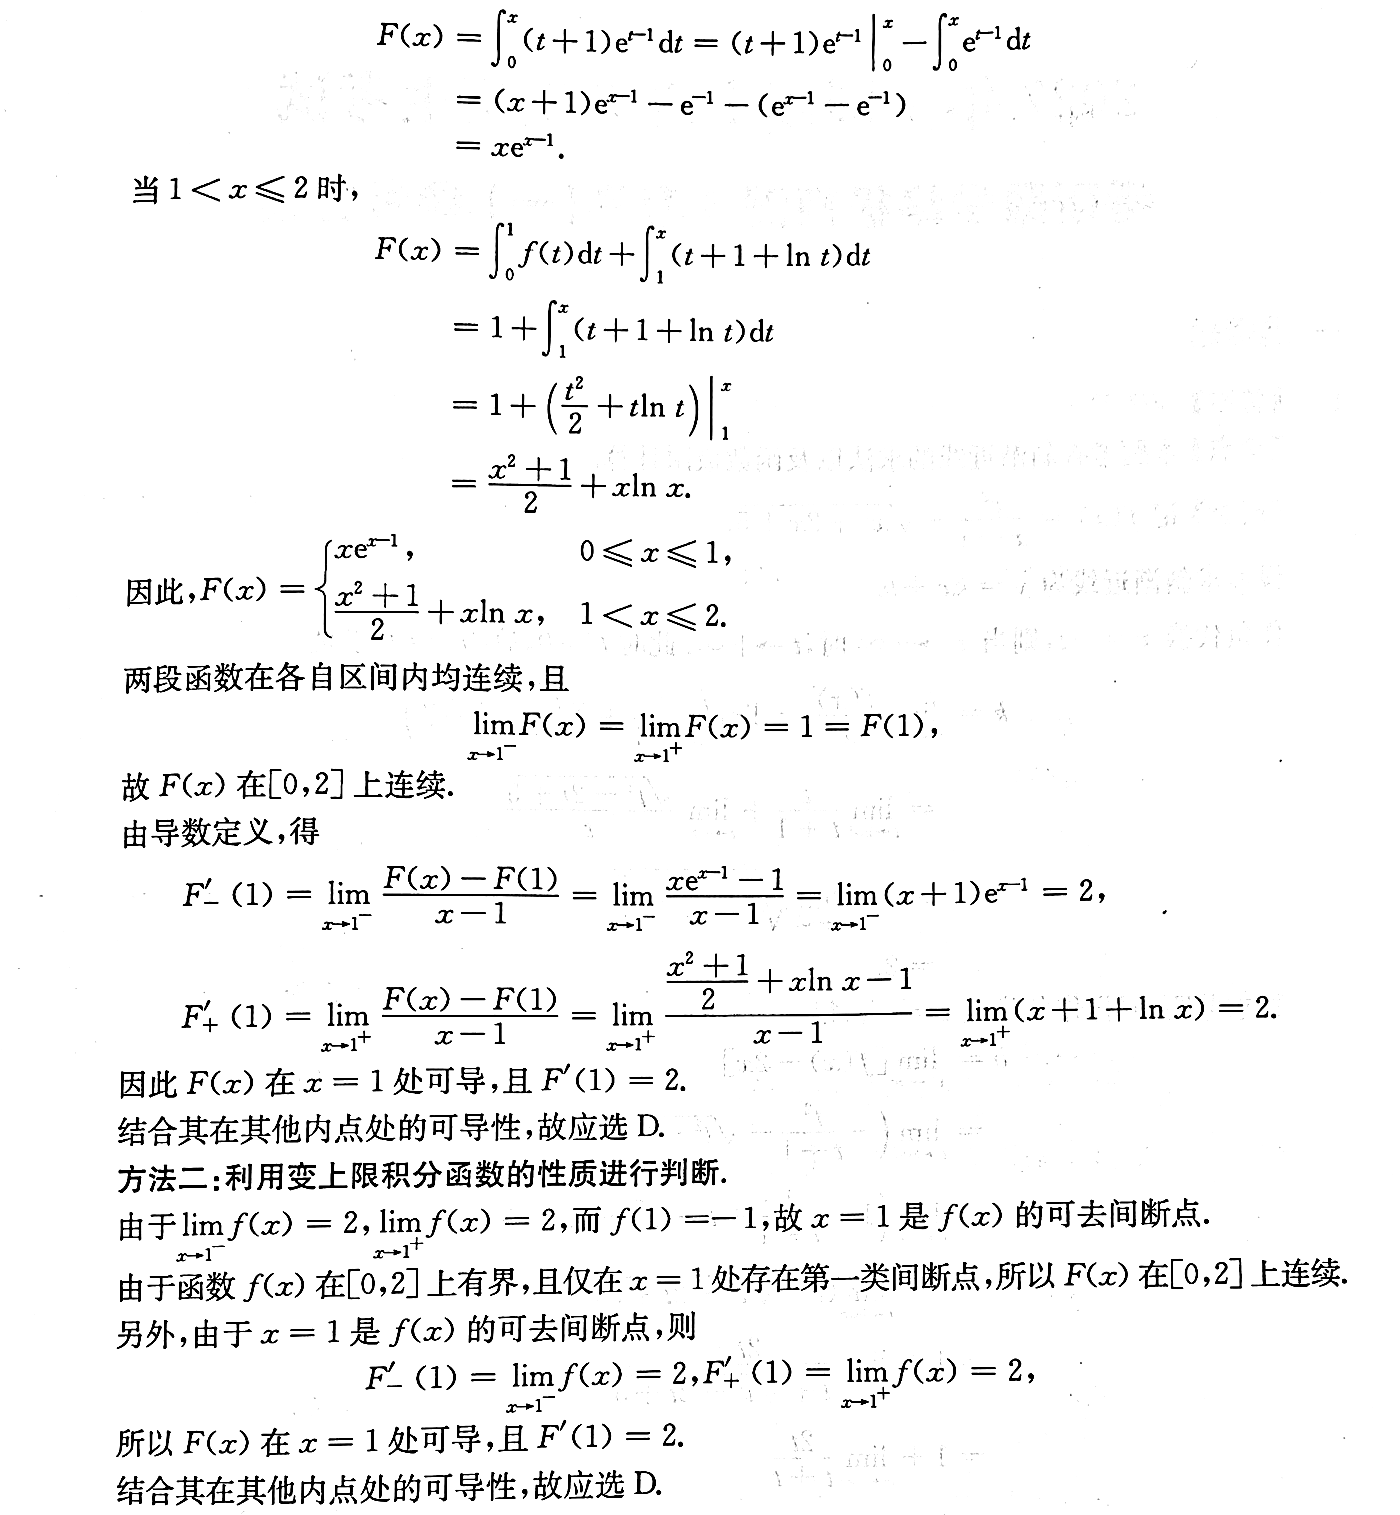 F(x) = ∫₀ˣ (t+1)e^{t−1}dt = (t+1)e^{t−1}|₀ˣ − ∫₀ˣ e^{t−1}dt
= (x+1)e^{x−1} − e^{−1} − (e^{x−1} − e^{−1})
= xe^{x−1}.
当 1 < x ⩽ 2 时,
F(x) = ∫₀¹ f(t)dt + ∫₁ˣ (t+1+ln t)dt
= 1 + ∫₁ˣ (t+1+ln t)dt
= 1 + (t²/2 + tln t)|₁ˣ
= (x²+1)/2 + xln x.
因此,F(x) = { xe^{x−1}, 0 ⩽ x ⩽ 1,
(x²+1)/2 + xln x, 1 < x ⩽ 2.
两段函数在各自区间内均连续,且
lim_{x→1⁻} F(x) = lim_{x→1⁺} F(x) = 1 = F(1),
故 F(x) 在[0,2] 上连续.
由导数定义,得
F′₋(1) = lim_{x→1⁻} (F(x)−F(1))/(x−1) = lim_{x→1⁻} (xe^{x−1}−1)/(x−1) = lim_{x→1⁻} (x+1)e^{x−1} = 2,
F′₊(1) = lim_{x→1⁺} (F(x)−F(1))/(x−1) = lim_{x→1⁺} ((x²+1)/2 + xln x − 1)/(x−1) = lim_{x→1⁺} (x+1+ln x) = 2.
因此 F(x) 在 x = 1 处可导,且 F′(1) = 2.
结合其在其他内点处的可导性,故应选 D.
方法二:利用变上限积分函数的性质进行判断.
由于 lim_{x→1⁻} f(x) = 2, lim_{x→1⁺} f(x) = 2,而 f(1) =−1,故 x = 1 是 f(x) 的可去间断点.
由于函数 f(x) 在[0,2] 上有界,且仅在 x = 1 处存在第一类间断点,所以 F(x) 在[0,2] 上连续.
另外,由于 x = 1 是 f(x) 的可去间断点,则
F′₋(1) = lim_{x→1⁻} f(x) = 2,F′₊(1) = lim_{x→1⁺} f(x) = 2,
所以 F(x) 在 x = 1 处可导,且 F′(1) = 2.
结合其在其他内点处的可导性,故应选 D.